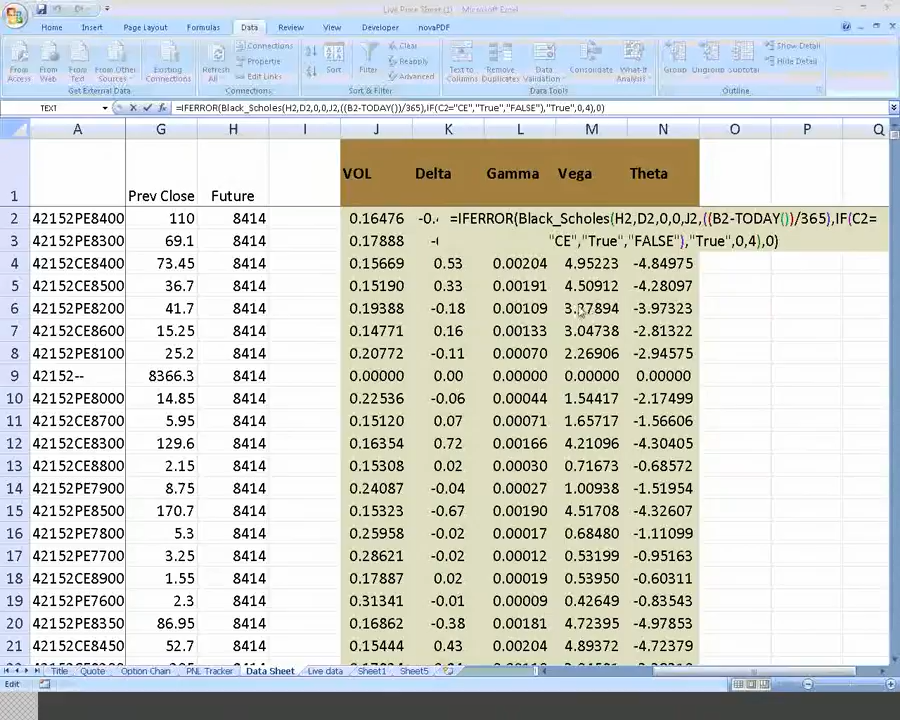 Live Price Sheet (1) - Microsoft Excel
Home Insert Page Layout Formulas Data Review View Developer novaPDF
From Access From Web From Text From Other Sources Existing Connections Refresh All Connections Properties Edit Links Sort Filter Clear Reapply Advanced Text to Columns Remove Duplicates Data Validation Consolidate What-If Analysis Group Ungroup Subtotal Show Detail Hide Detail
Get External Data Connections Sort & Filter Data Tools Outline
TEXT =IFERROR(Black_Scholes(H2,D2,0,0,J2,((B2-TODAY())/365),IF(C2="CE","True","FALSE"),"True",0,4),0)
A G H I J K L M N O P Q
1 Prev Close Future VOL Delta Gamma Vega Theta
2 42152PE8400 110 8414 0.16476 -0. =IFERROR(Black_Scholes(H2,D2,0,0,J2,((B2-TODAY())/365),IF(C2=
3 42152PE8300 69.1 8414 0.17888 "CE","True","FALSE"),"True",0,4),0)
4 42152CE8400 73.45 8414 0.15669 0.53 0.00204 4.95223 -4.84975
5 42152CE8500 36.7 8414 0.15190 0.33 0.00191 4.50912 -4.28097
6 42152PE8200 41.7 8414 0.19388 -0.18 0.00109 3.37894 -3.97323
7 42152CE8600 15.25 8414 0.14771 0.16 0.00133 3.04738 -2.81322
8 42152PE8100 25.2 8414 0.20772 -0.11 0.00070 2.26906 -2.94575
9 42152-- 8366.3 8414 0.00000 0.00 0.00000 0.00000 0.00000
10 42152PE8000 14.85 8414 0.22536 -0.06 0.00044 1.54417 -2.17499
11 42152CE8700 5.95 8414 0.15120 0.07 0.00071 1.65717 -1.56606
12 42152CE8300 129.6 8414 0.16354 0.72 0.00166 4.21096 -4.30405
13 42152CE8800 2.15 8414 0.15308 0.02 0.00030 0.71673 -0.68572
14 42152PE7900 8.75 8414 0.24087 -0.04 0.00027 1.00938 -1.51954
15 42152PE8500 170.7 8414 0.15323 -0.67 0.00190 4.51708 -4.32607
16 42152PE7800 5.3 8414 0.25958 -0.02 0.00017 0.68480 -1.11099
17 42152PE7700 3.25 8414 0.28621 -0.02 0.00012 0.53199 -0.95163
18 42152CE8900 1.55 8414 0.17887 0.02 0.00019 0.53950 -0.60311
19 42152PE7600 2.3 8414 0.31341 -0.01 0.00009 0.42649 -0.83543
20 42152PE8350 86.95 8414 0.16862 -0.38 0.00181 4.72395 -4.97853
21 42152CE8450 52.7 8414 0.15444 0.43 0.00194 4.89372 -4.72379
Title Quote Option Chain PNL Tracker Data Sheet Live data Sheet1 Sheet5
Edit